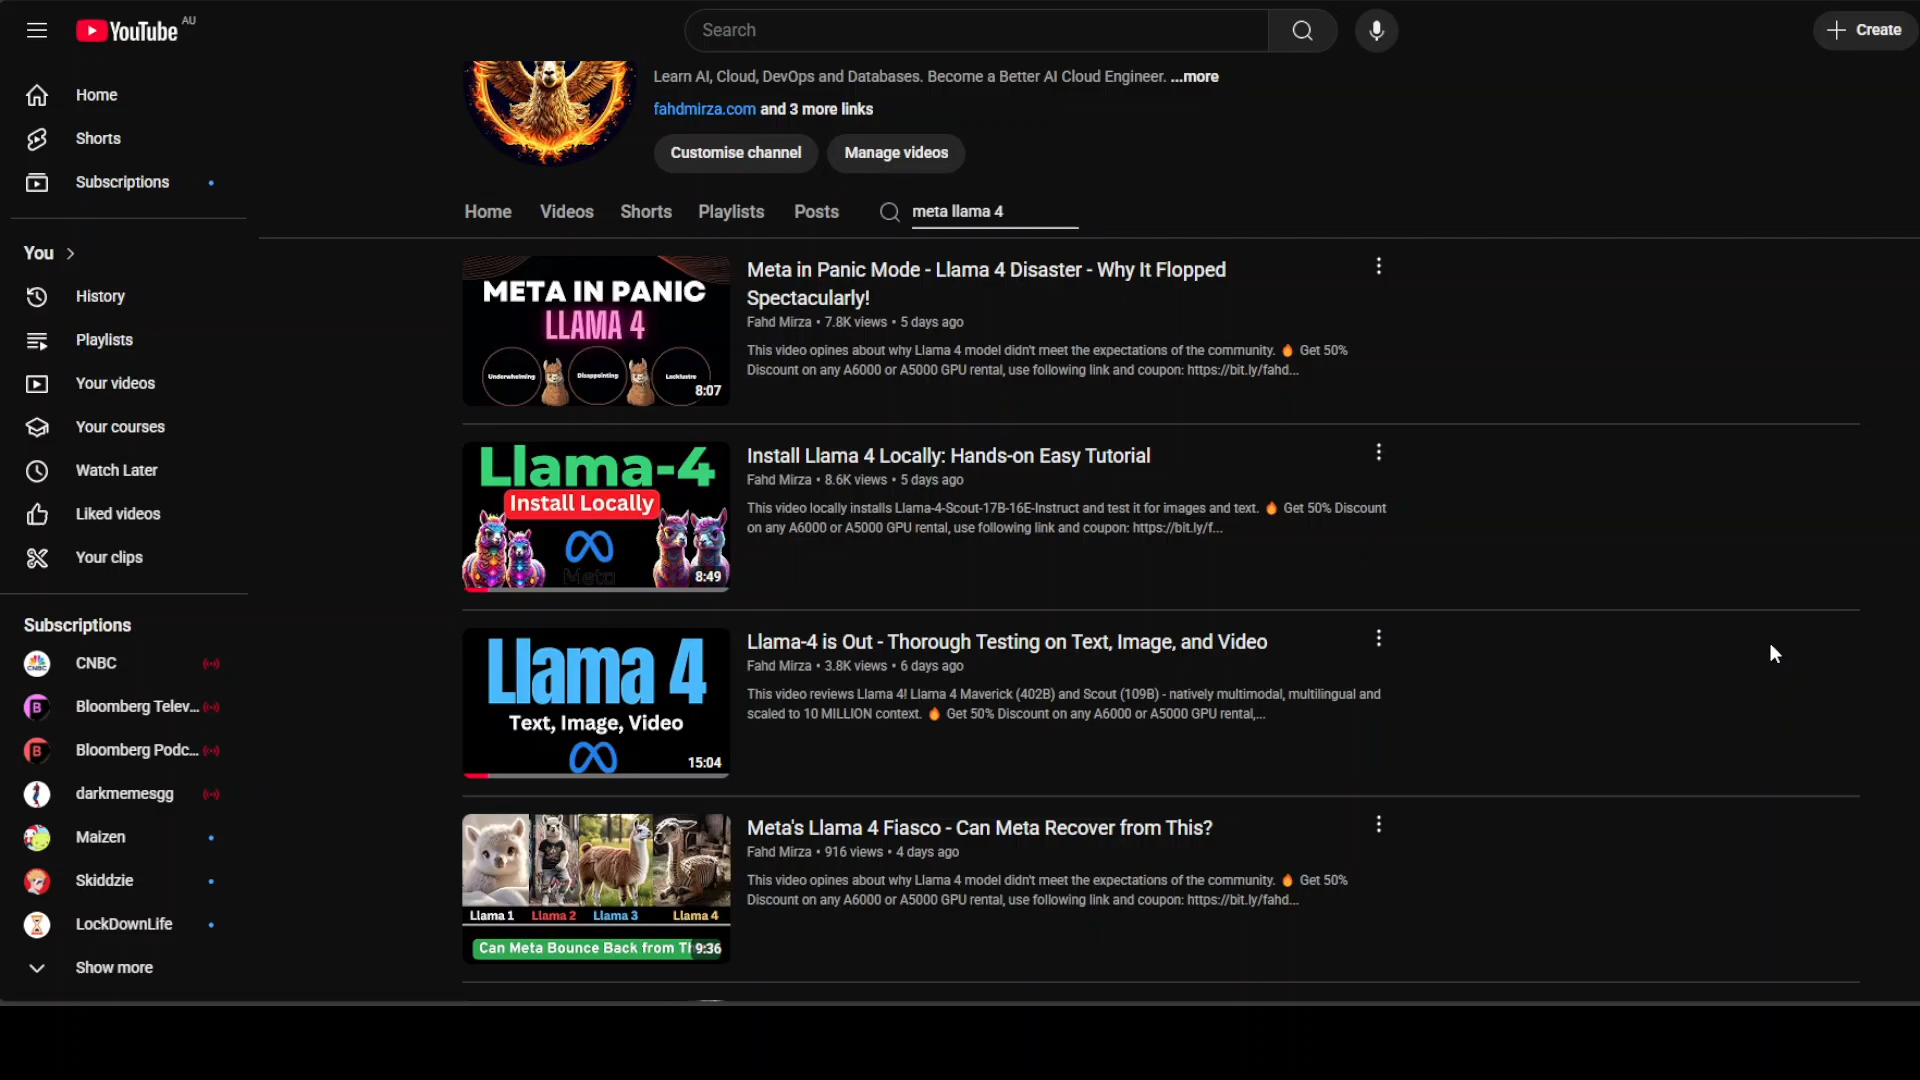 YouTube AU
Search
Create
Home
Shorts
Subscriptions
You
History
Playlists
Your videos
Your courses
Watch Later
Liked videos
Your clips
Subscriptions
CNBC
Bloomberg Telev...
Bloomberg Podc...
darkmemesgg
Maizen
Skiddzie
LockDownLife
Show more
Learn AI, Cloud, DevOps and Databases. Become a Better AI Cloud Engineer. ...more
fahdmirza.com and 3 more links
Customise channel Manage videos
Home Videos Shorts Playlists Posts meta llama 4
META IN PANIC
LLAMA 4
Underwhelming Disappointing Lacklustre
8:07
Meta in Panic Mode - Llama 4 Disaster - Why It Flopped
Spectacularly!
Fahd Mirza • 7.8K views • 5 days ago
This video opines about why Llama 4 model didn't meet the expectations of the community. 🔥 Get 50%
Discount on any A6000 or A5000 GPU rental, use following link and coupon: https://bit.ly/fahd...
Llama-4
Install Locally
Meta
8:49
Install Llama 4 Locally: Hands-on Easy Tutorial
Fahd Mirza • 8.6K views • 5 days ago
This video locally installs Llama-4-Scout-17B-16E-Instruct and test it for images and text. 🔥 Get 50% Discount
on any A6000 or A5000 GPU rental, use following link and coupon: https://bit.ly/f...
Llama 4
Text, Image, Video
15:04
Llama-4 is Out - Thorough Testing on Text, Image, and Video
Fahd Mirza • 3.8K views • 6 days ago
This video reviews Llama 4! Llama 4 Maverick (402B) and Scout (109B) - natively multimodal, multilingual and
scaled to 10 MILLION context. 🔥 Get 50% Discount on any A6000 or A5000 GPU rental,...
Llama 1 Llama 2 Llama 3 Llama 4
Can Meta Bounce Back from Th
9:36
Meta's Llama 4 Fiasco - Can Meta Recover from This?
Fahd Mirza • 916 views • 4 days ago
This video opines about why Llama 4 model didn't meet the expectations of the community. 🔥 Get 50%
Discount on any A6000 or A5000 GPU rental, use following link and coupon: https://bit.ly/fahd...